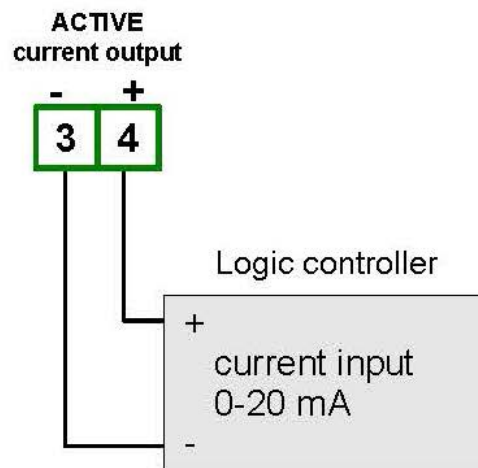 ACTIVE
current output
- +
3 4
Logic controller
+
current input
0-20 mA
-